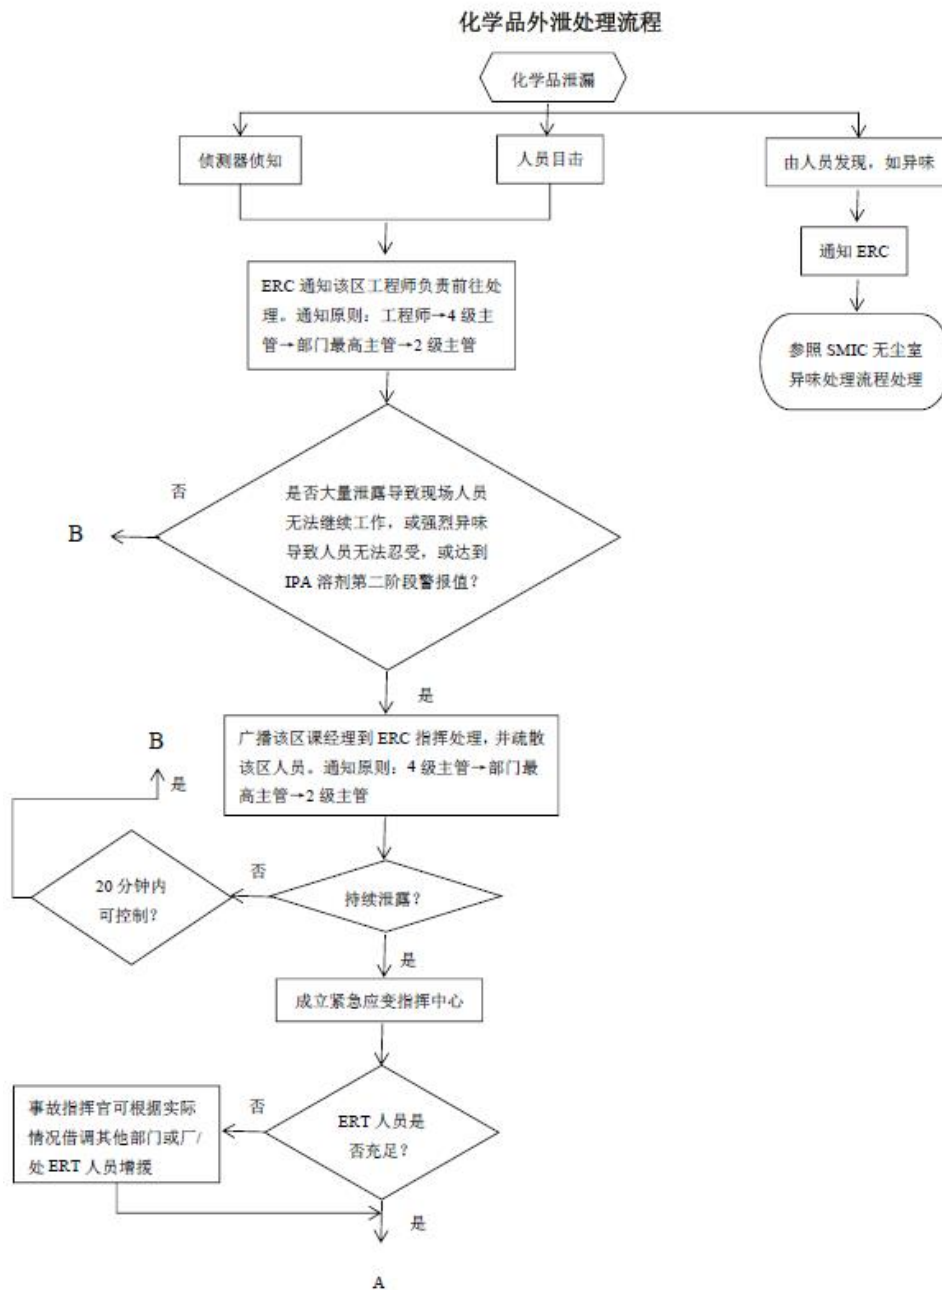 化学品外泄处理流程
化学品泄漏
侦测器侦知
人员目击
由人员发现，如异味
通知 ERC
ERC 通知该区工程师负责前往处
理。通知原则：工程师→4 级主
管→部门最高主管→2 级主管
参照 SMIC 无尘室
异味处理流程处理
否
是否大量泄露导致现场人员
无法继续工作，或强烈异味
导致人员无法忍受，或达到
IPA 溶剂第二阶段警报值？
B
是
广播该区课经理到 ERC 指挥处理，并疏散
该区人员。通知原则：4 级主管→部门最
高主管→2 级主管
B
是
20 分钟内
可控制？
否
持续泄露？
是
成立紧急应变指挥中心
事故指挥官可根据实际
情况借调其他部门或厂/
处 ERT 人员增援
否
ERT 人员是
否充足？
是
A